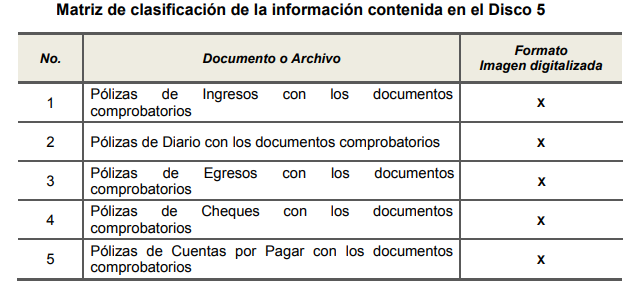 Matriz de clasificación de la información contenida en el Disco 5
No. Documento o Archivo Formato
Imagen digitalizada
1 Pólizas de Ingresos con los documentos
comprobatorios x
2 Pólizas de Diario con los documentos comprobatorios x
3 Pólizas de Egresos con los documentos
comprobatorios x
4 Pólizas de Cheques con los documentos
comprobatorios x
5 Pólizas de Cuentas por Pagar con los documentos
comprobatorios x